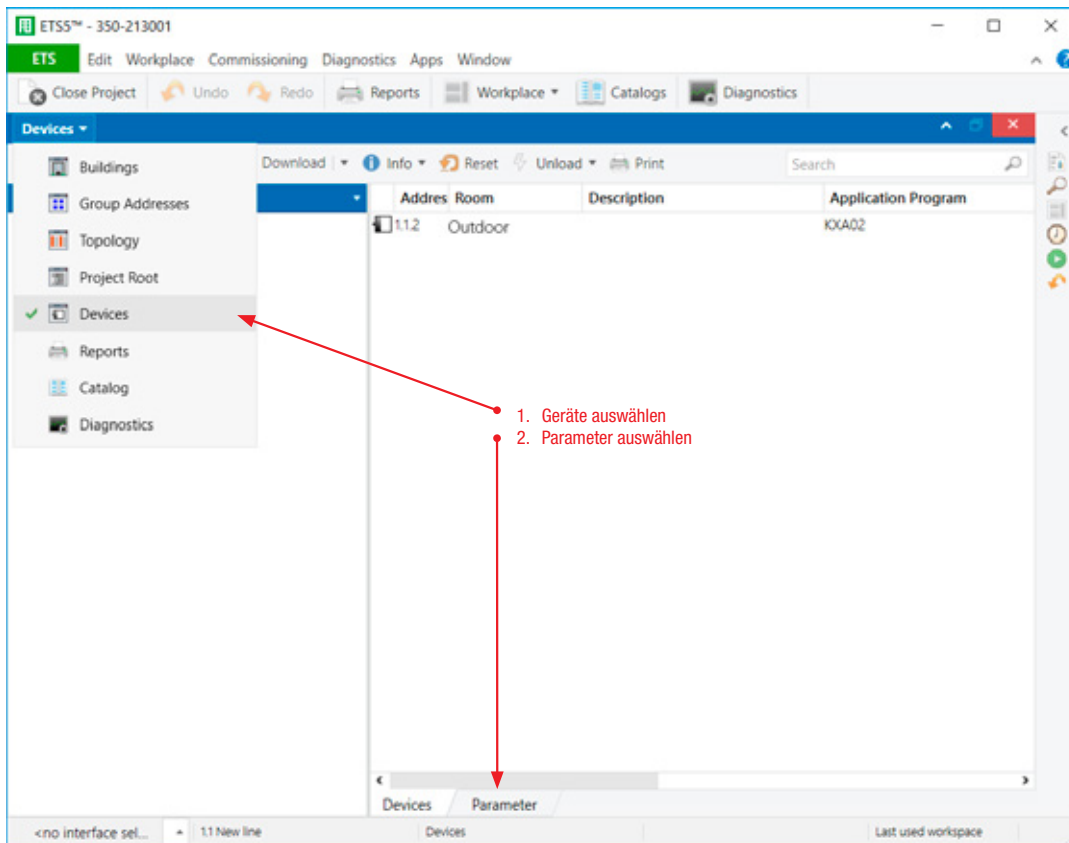 ETS5™ - 350-213001
ETS Edit Workplace Commissioning Diagnostics Apps Window
Close Project Undo Redo Reports Workplace Catalogs Diagnostics
Devices
Download Info Reset Unload Print Search
Buildings
Group Addresses
Topology
Project Root
Devices
Reports
Catalog
Diagnostics
Addres Room Description Application Program
1.1.2 Outdoor KXA02
1. Geräte auswählen
2. Parameter auswählen
Devices Parameter
<no interface sel... 1.1 New line Devices Last used workspace